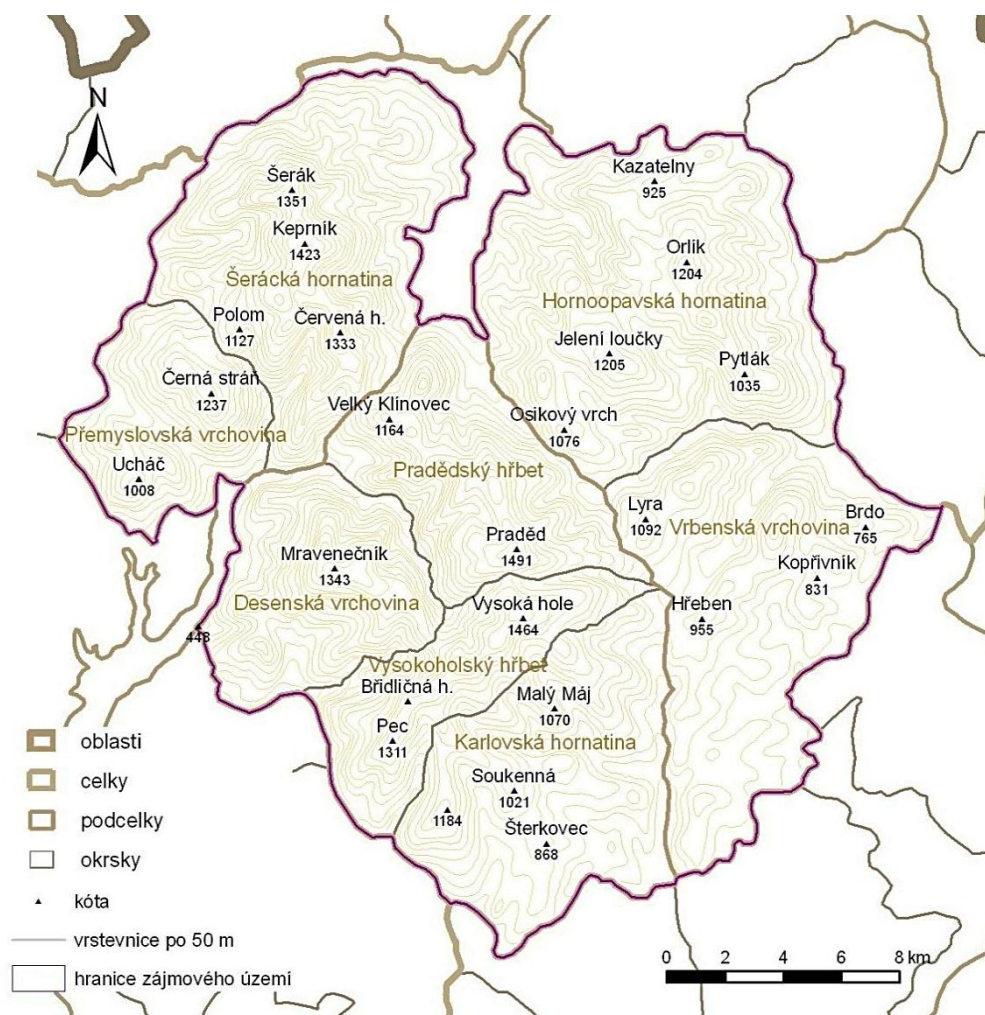 N
Kazatelny
925
Šerák
1351
Keprník
1423
Orlík
1204
Šerácká hornatina
Hornoopavská hornatina
Polom
1127
Červená h.
1333
Jelení loučky
1205
Pytlák
1035
Černá stráň
1237
Velký Klínovec
1164
Osikový vrch
1076
Přemyslovská vrchovina
Ucháč
1008
Pradědský hřbet
Lyra
1092
Vrbenská vrchovina
Brdo
765
Praděd
1491
Mravenečník
1343
Kopřivník
831
Desenská vrchovina
Vysoká hole
1464
Hřeben
955
448
Vysokoholský hřbet
Břidličná h.
Malý Máj
1070
Pec
1311
Karlovská hornatina
Soukenná
1021
1184
Šterkovec
868
oblasti
celky
podcelky
okrsky
kóta
vrstevnice po 50 m
hranice zájmového území
0 2 4 6 8 km